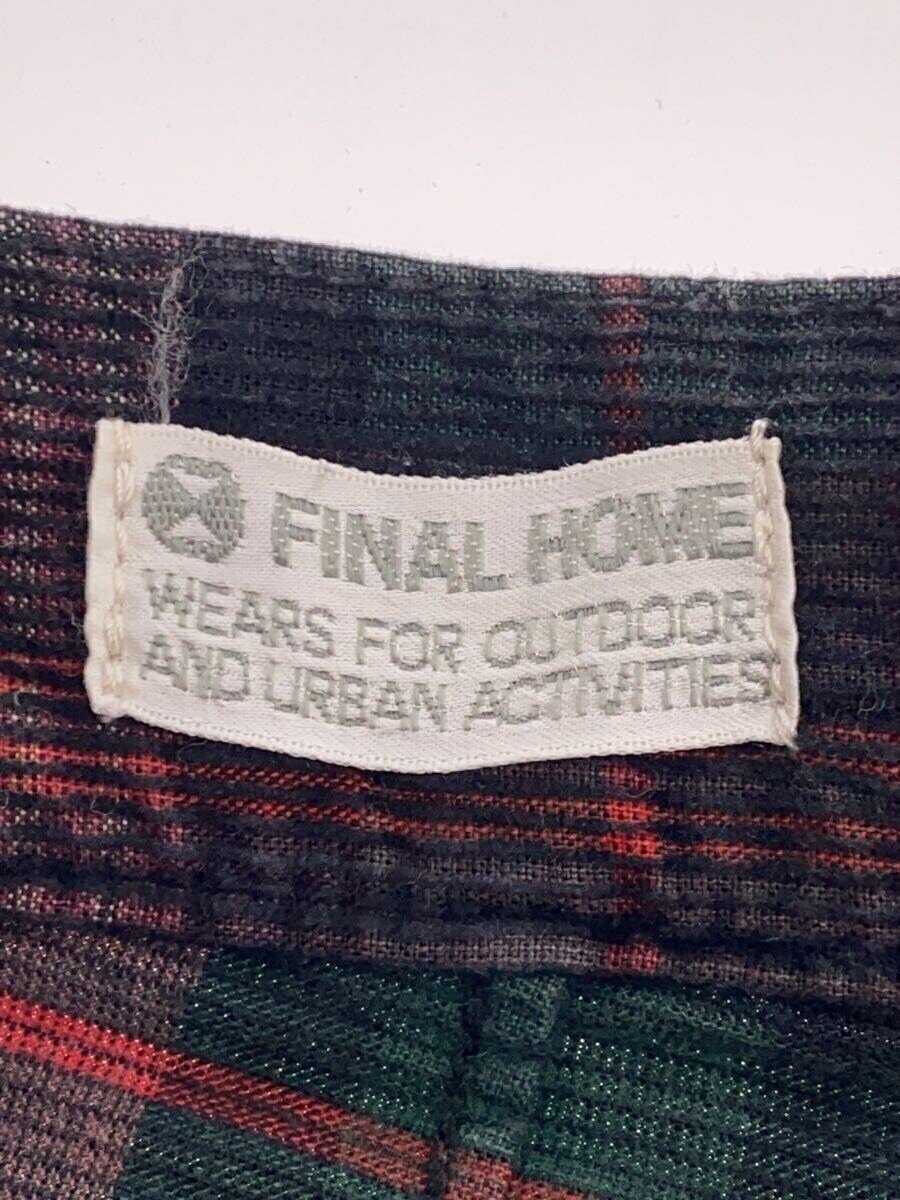 FINAL HOME
WEARS FOR OUTDOOR
AND URBAN ACTIVITIES